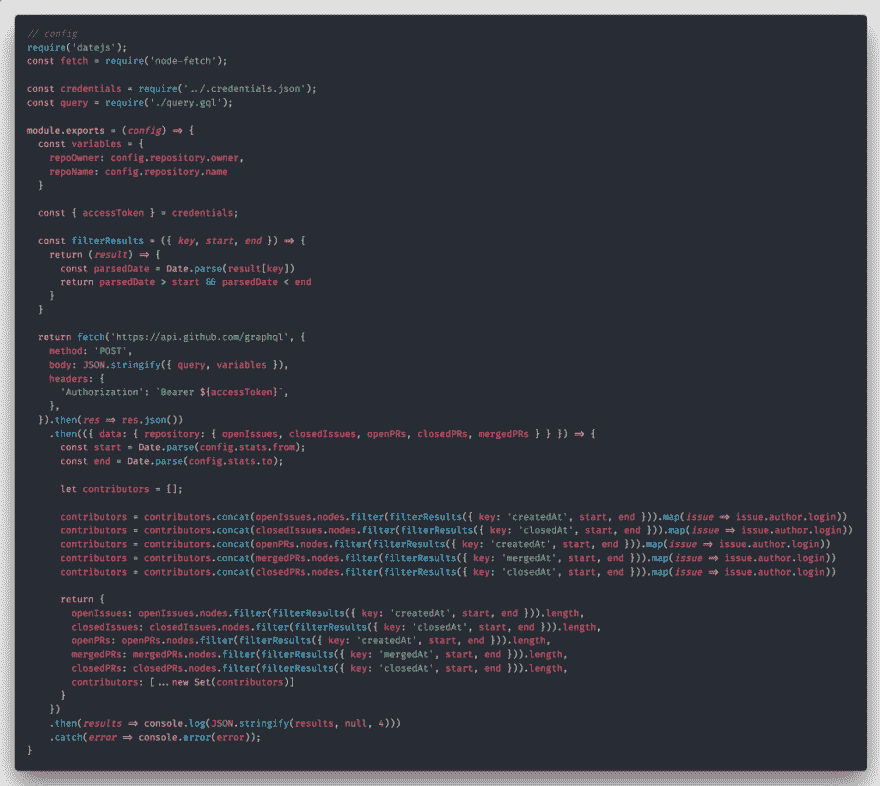 // config
require('datejs');
const fetch = require('node-fetch');

const credentials = require('../.credentials.json');
const query = require('./query.gql');

module.exports = (config) => {
  const variables = {
    repoOwner: config.repository.owner,
    repoName: config.repository.name
  }

  const { accessToken } = credentials;

  const filterResults = ({ key, start, end }) => {
    return (result) => {
      const parsedDate = Date.parse(result[key])
      return parsedDate > start && parsedDate < end
    }
  }

  return fetch('https://api.github.com/graphql', {
    method: 'POST',
    body: JSON.stringify({ query, variables }),
    headers: {
      'Authorization': `Bearer ${accessToken}`,
    },
  }).then(res => res.json())
    .then(({ data: { repository: { openIssues, closedIssues, openPRs, closedPRs, mergedPRs } } }) => {
      const start = Date.parse(config.stats.from);
      const end = Date.parse(config.stats.to);

      let contributors = [];

      contributors = contributors.concat(openIssues.nodes.filter(filterResults({ key: 'createdAt', start, end })).map(issue => issue.author.login))
      contributors = contributors.concat(closedIssues.nodes.filter(filterResults({ key: 'closedAt', start, end })).map(issue => issue.author.login))
      contributors = contributors.concat(openPRs.nodes.filter(filterResults({ key: 'createdAt', start, end })).map(issue => issue.author.login))
      contributors = contributors.concat(mergedPRs.nodes.filter(filterResults({ key: 'mergedAt', start, end })).map(issue => issue.author.login))
      contributors = contributors.concat(closedPRs.nodes.filter(filterResults({ key: 'closedAt', start, end })).map(issue => issue.author.login))

      return {
        openIssues: openIssues.nodes.filter(filterResults({ key: 'createdAt', start, end })).length,
        closedIssues: closedIssues.nodes.filter(filterResults({ key: 'closedAt', start, end })).length,
        openPRs: openPRs.nodes.filter(filterResults({ key: 'createdAt', start, end })).length,
        mergedPRs: mergedPRs.nodes.filter(filterResults({ key: 'mergedAt', start, end })).length,
        closedPRs: closedPRs.nodes.filter(filterResults({ key: 'closedAt', start, end })).length,
        contributors: [...new Set(contributors)]
      }
    })
    .then(results => console.log(JSON.stringify(results, null, 4)))
    .catch(error => console.error(error));
}